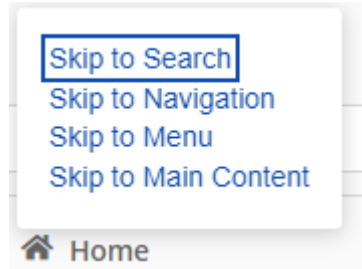 Skip to Search
Skip to Navigation
Skip to Menu
Skip to Main Content
Home